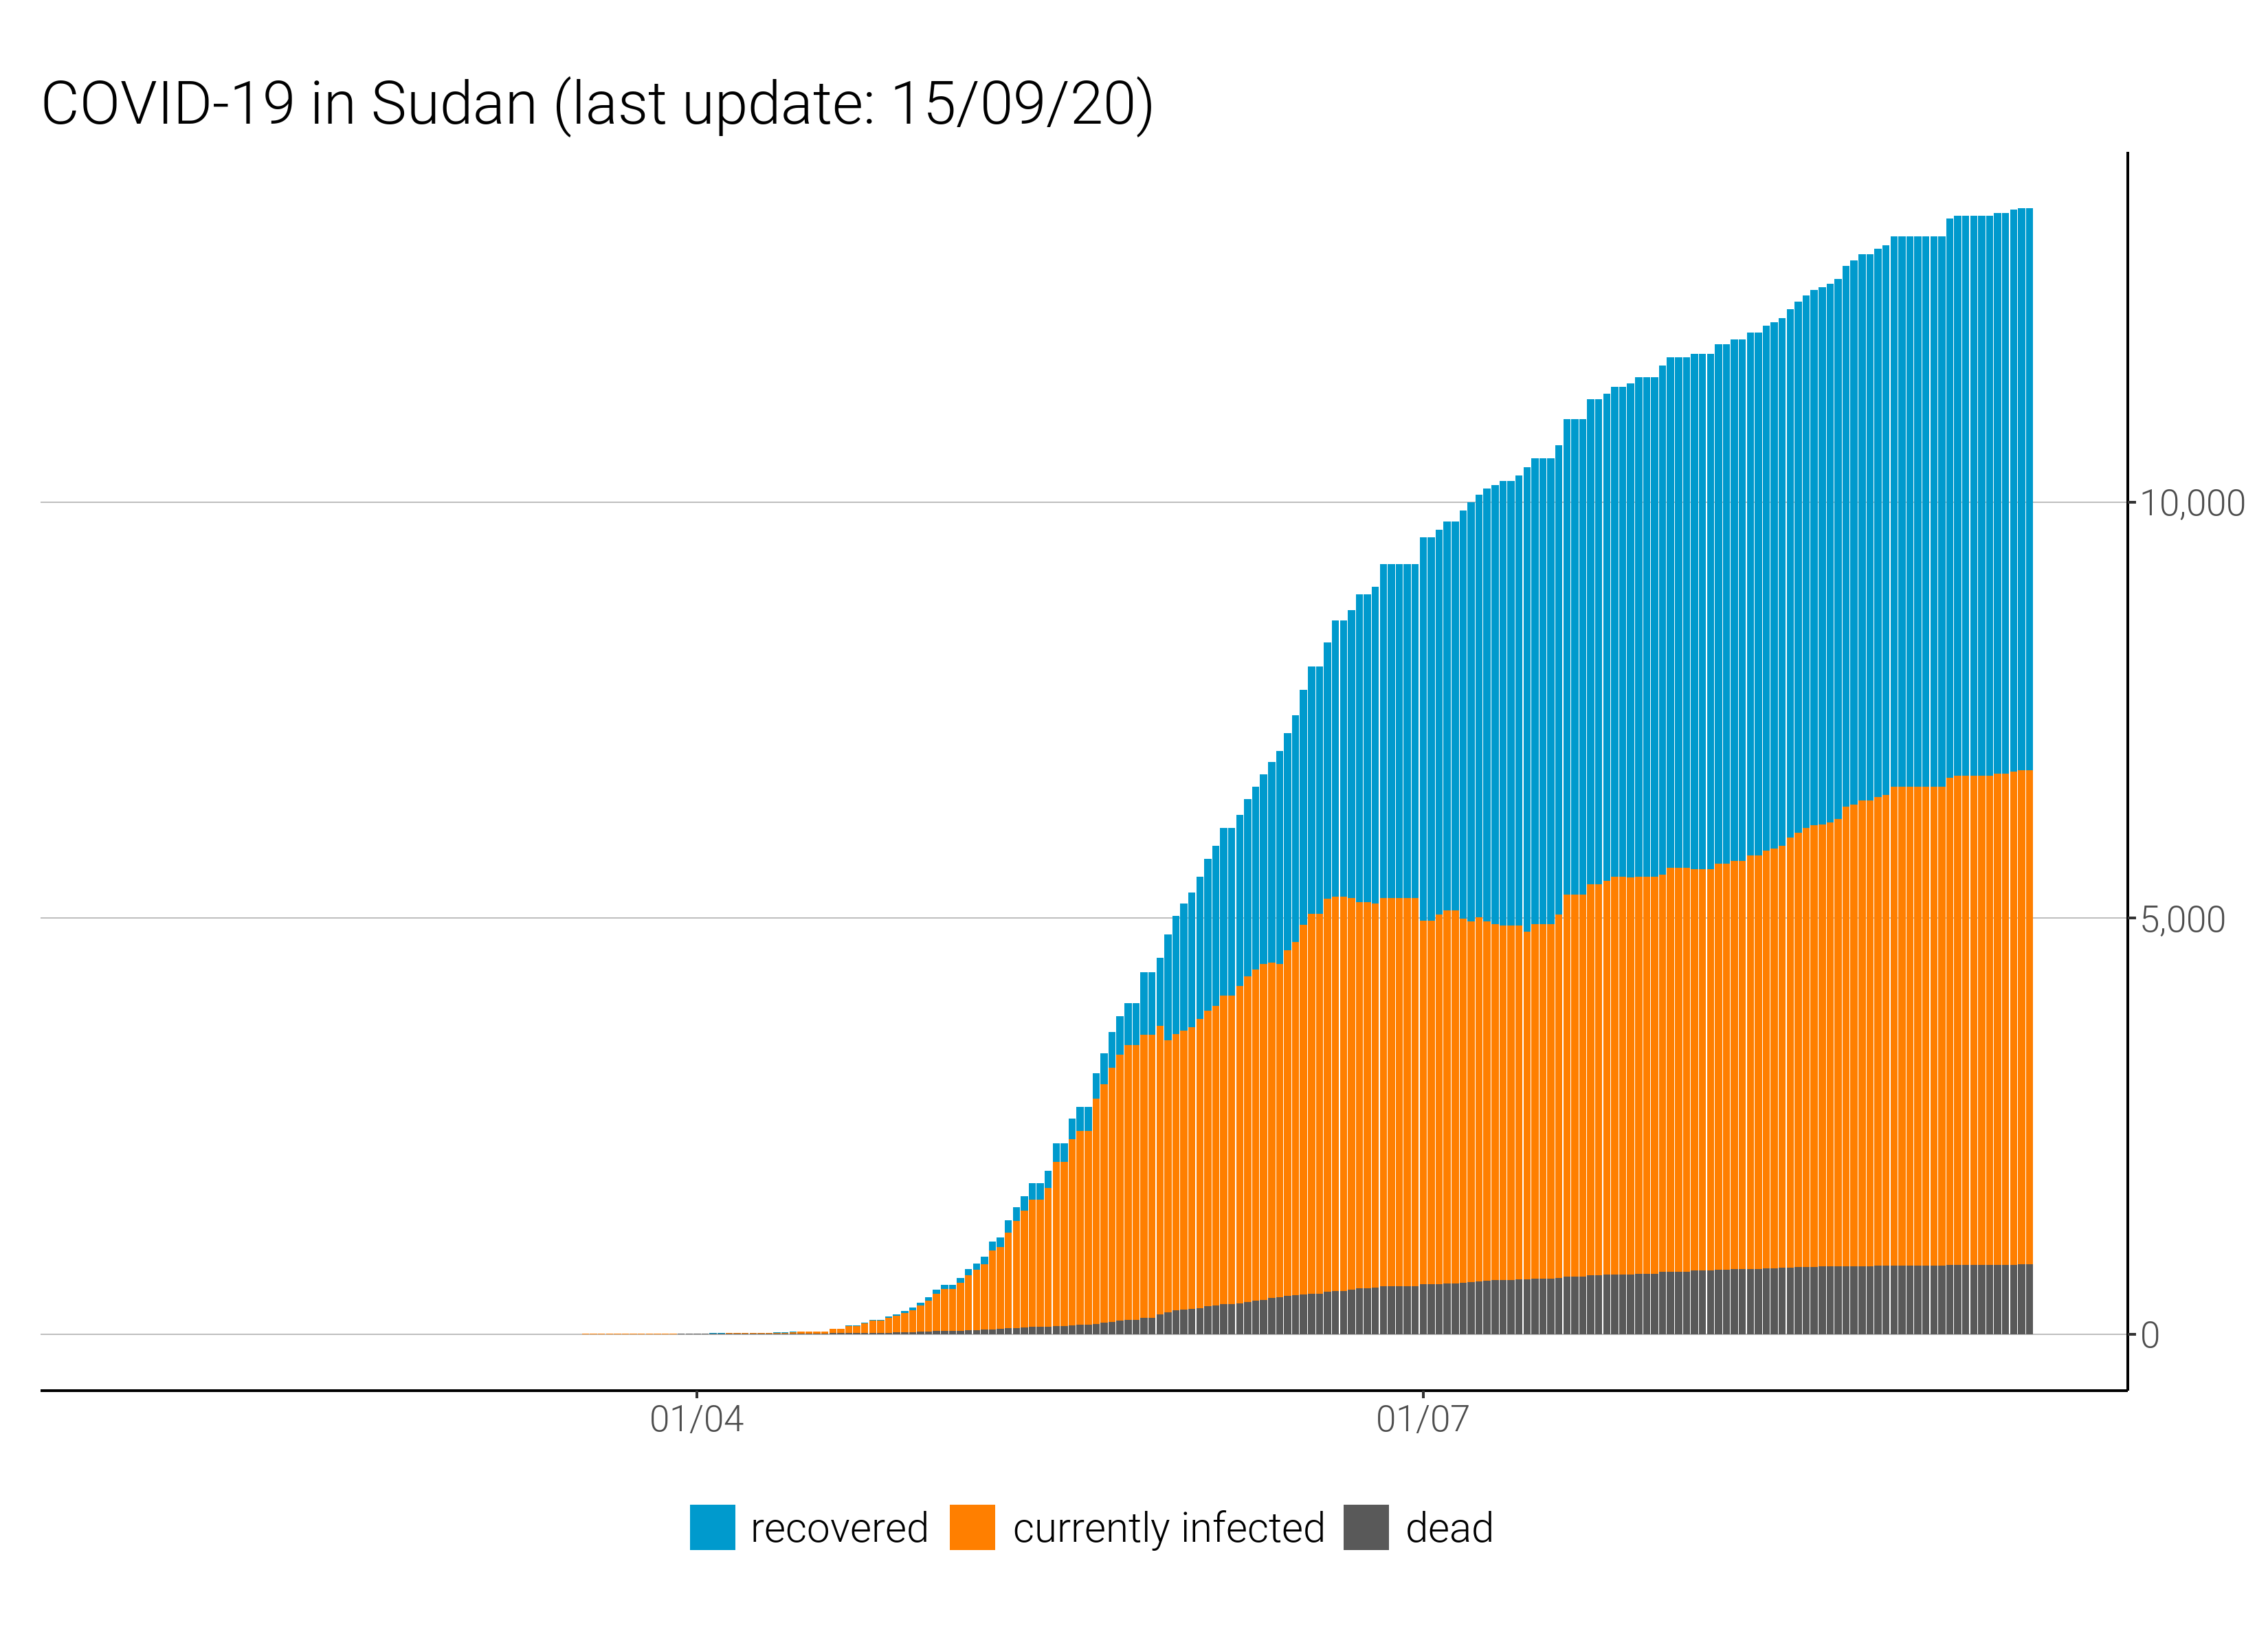 COVID-19 in Sudan (last update: 15/09/20)
10,000
5,000
0
01/04 01/07
recovered currently infected dead